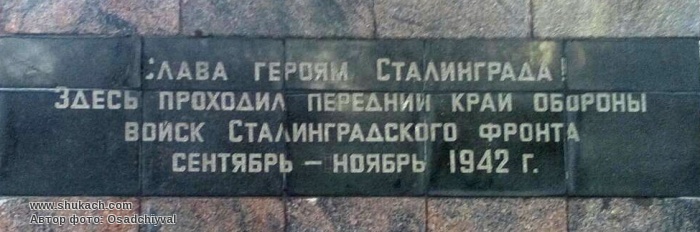 СЛАВА ГЕРОЯМ СТАЛИНГРАДА!
ЗДЕСЬ ПРОХОДИЛ ПЕРЕДНИЙ КРАЙ ОБОРОНЫ
ВОЙСК СТАЛИНГРАДСКОГО ФРОНТА
СЕНТЯБРЬ – НОЯБРЬ 1942 Г.
www.shukach.com
Автор фото: Osadchiyval